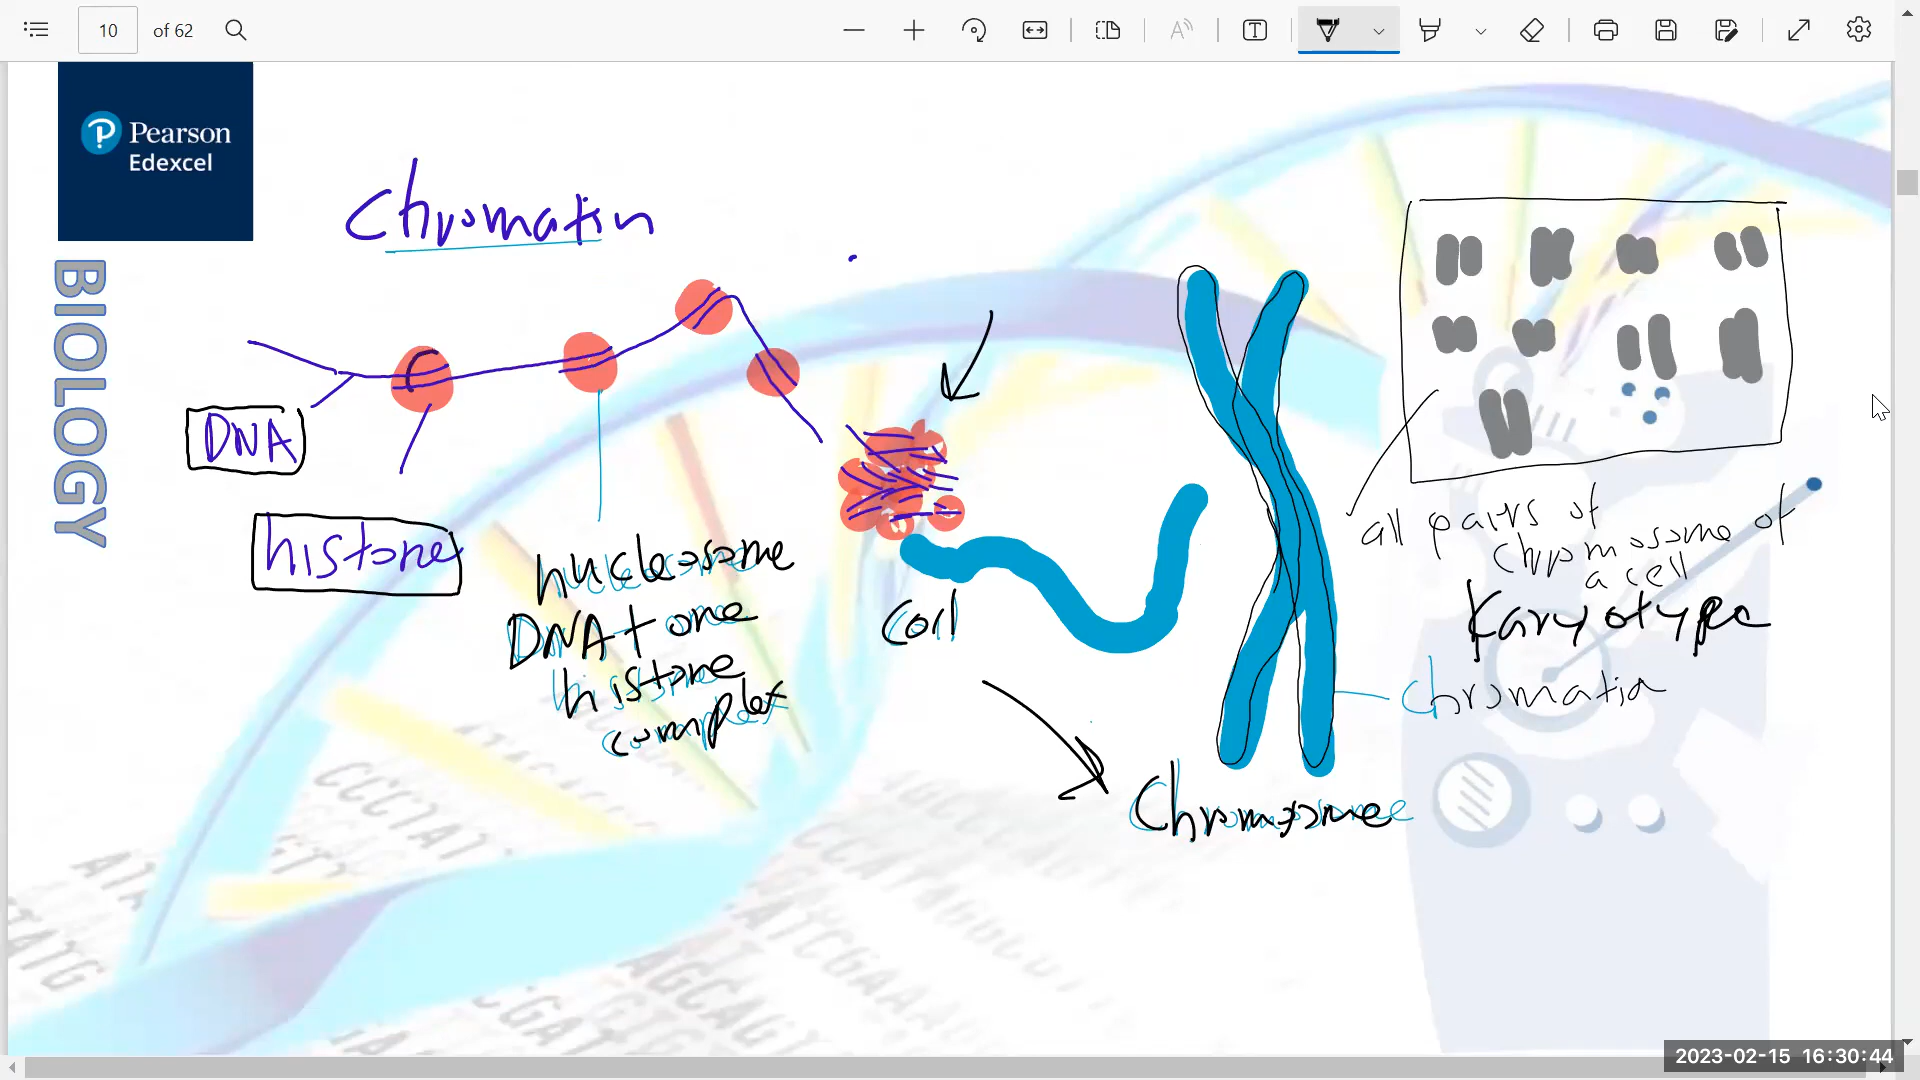 10 of 62
Pearson
Edexcel
BIOLOGY
Chromatin
DNA
histone
nucleosome
DNA + one
histone
complex
coil
Chromosome
all pairs of
chromosome of
a cell
Karyotype
chromatid
CCCTAT
2023-02-15 16:30:44